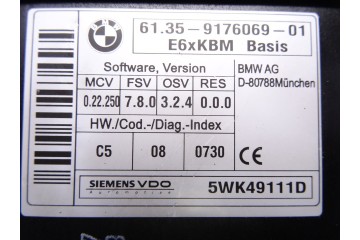 BMW
61.35-9176069-01
E6xKBM Basis
Software, Version
MCV FSV OSV RES
0.22.250 7.8.0 3.2.4 0.0.0
HW./Cod.-/Diag.-Index
C5 08 0730
BMW AG
D-80788München
CE
SIEMENS VDO
Automotive
5WK49111D